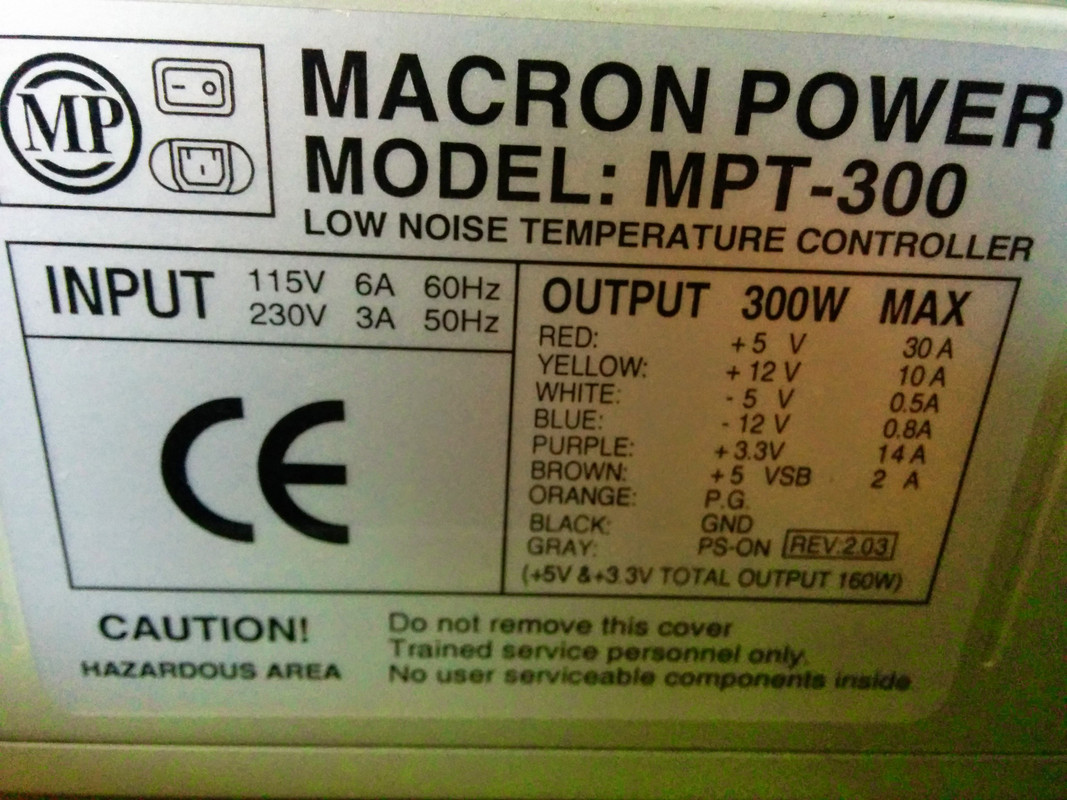 MP
MACRON POWER
MODEL: MPT-300
LOW NOISE TEMPERATURE CONTROLLER
INPUT 115V 6A 60Hz
230V 3A 50Hz
CE
OUTPUT 300W MAX
RED: +5 V 30 A
YELLOW: +12 V 10 A
WHITE: -5 V 0.5A
BLUE: -12 V 0.8A
PURPLE: +3.3V 14 A
BROWN: +5 VSB 2 A
ORANGE: P.G.
BLACK: GND
GRAY: PS-ON REV:2.03
(+5V &+3.3V TOTAL OUTPUT 160W)
CAUTION!
HAZARDOUS AREA
Do not remove this cover
Trained service personnel only.
No user serviceable components inside